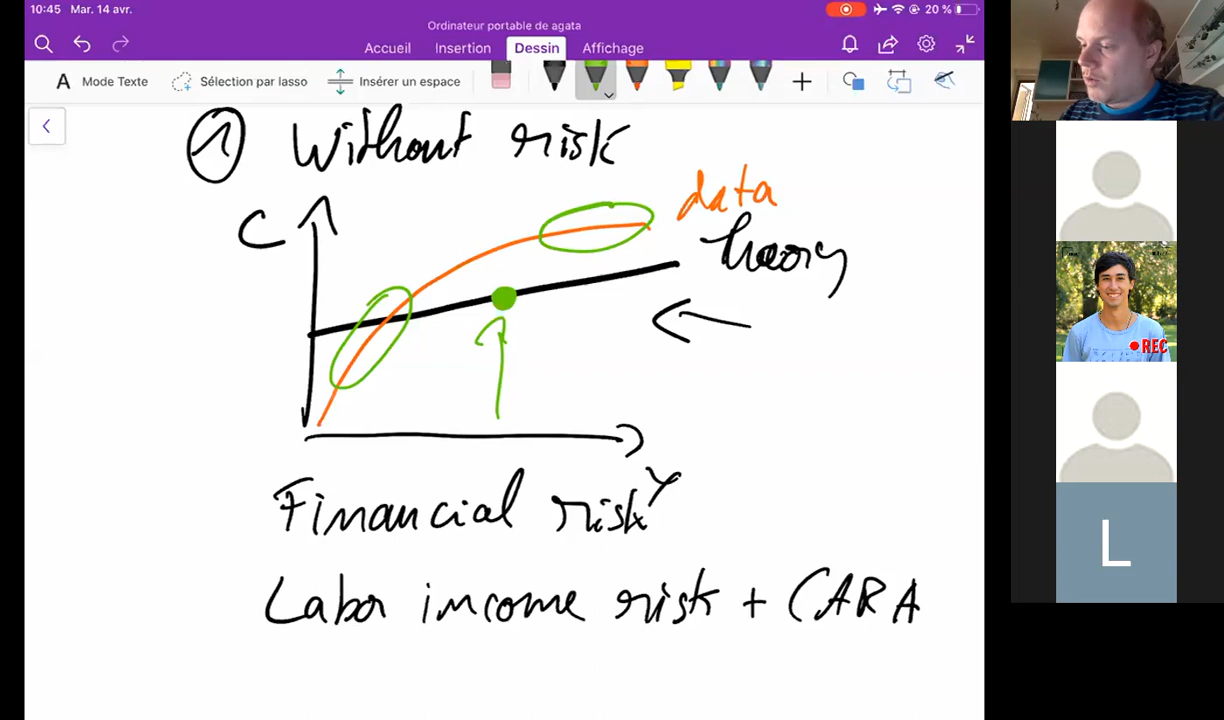 10:45 Mar. 14 avr.
20 %
Ordinateur portable de agata
Accueil Insertion Dessin Affichage
A Mode Texte Sélection par lasso Insérer un espace
① Without risk
data
C
theory
REC
Y
Financial risk
L
Labor income risk + CARA